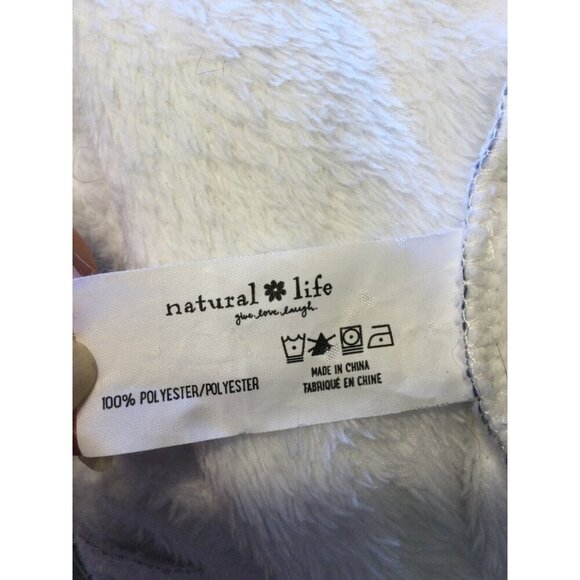 natural life
give.love.laugh.
100% POLYESTER/POLYESTER
MADE IN CHINA
FABRIQUÉ EN CHINE